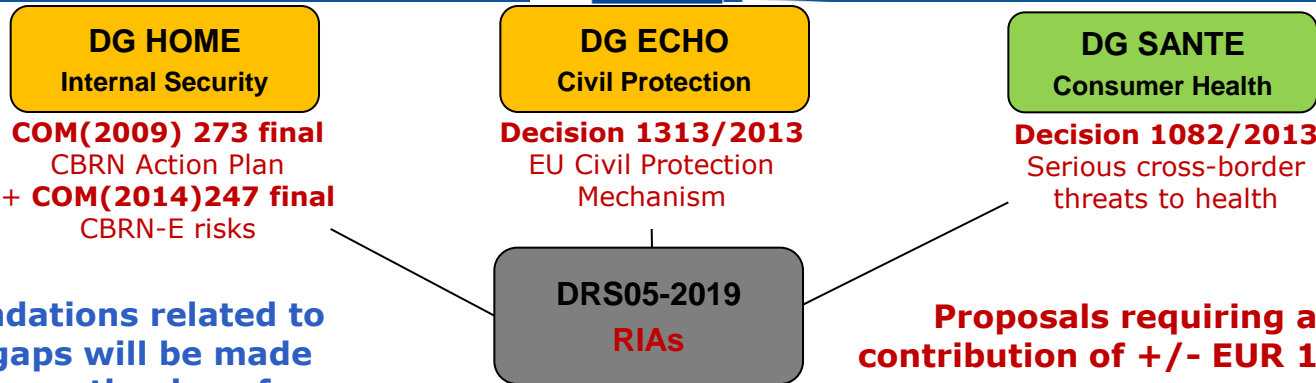 DG HOME
Internal Security
COM(2009) 273 final
CBRN Action Plan
+ COM(2014)247 final
CBRN-E risks
DG ECHO
Civil Protection
Decision 1313/2013
EU Civil Protection
Mechanism
DG SANTE
Consumer Health
Decision 1082/2013
Serious cross-border
threats to health
DRS05-2019
RIAs
related to
gaps will be made
Proposals requiring a
contribution of +/- EUR 1